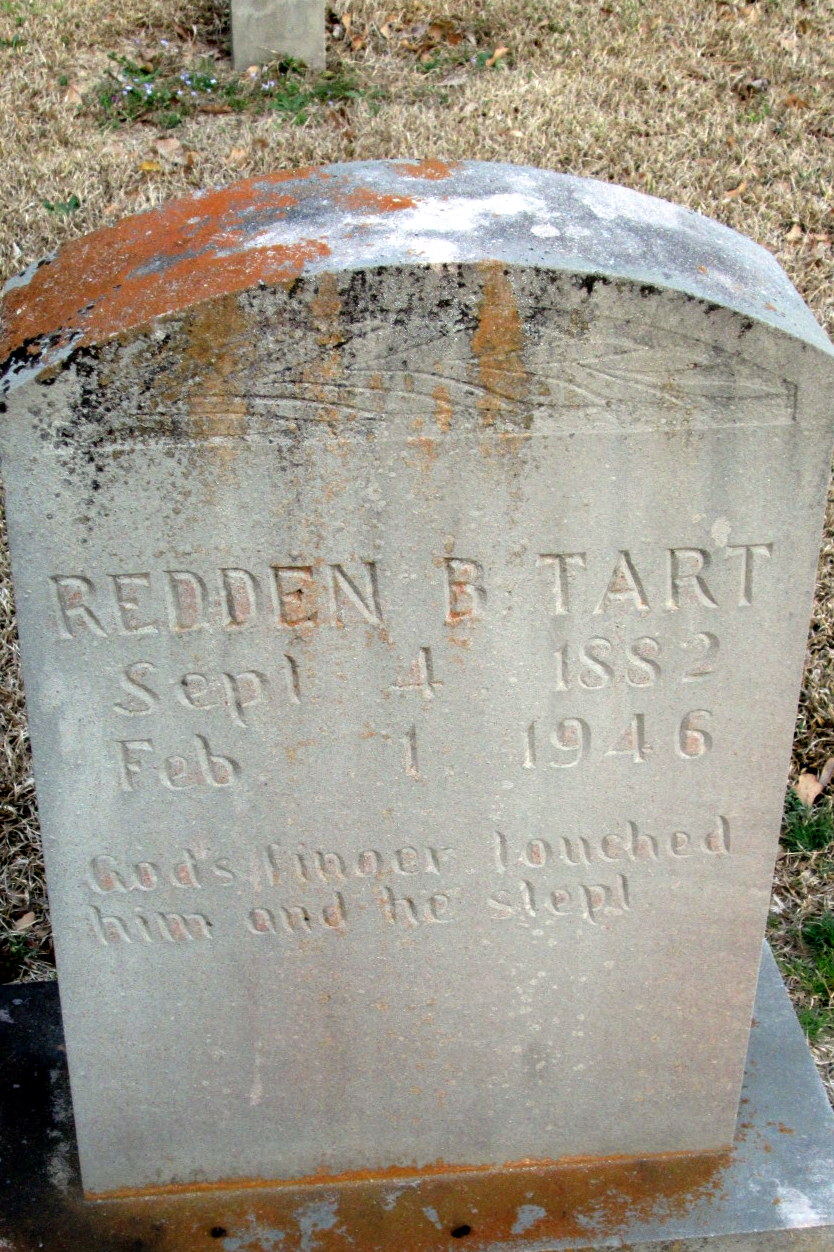 REDDEN B. TART
Sept 4 1882
Feb 1 1946
God's finger touched
him and he slept